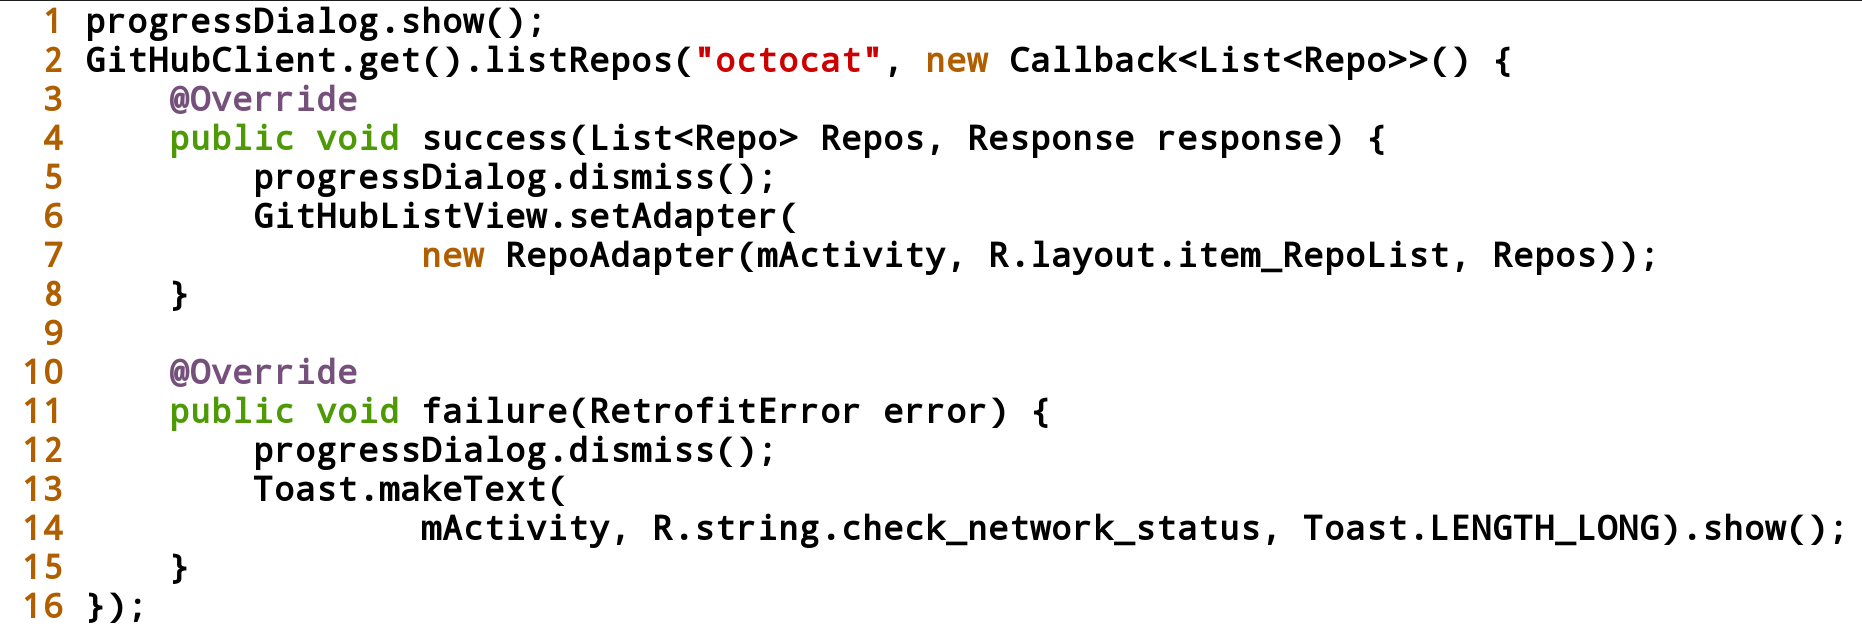 1 progressDialog.show();
2 GitHubClient.get().listRepos("octocat", new Callback<List<Repo>>() {
3     @Override
4     public void success(List<Repo> Repos, Response response) {
5         progressDialog.dismiss();
6         GitHubListView.setAdapter(
7                 new RepoAdapter(mActivity, R.layout.item_RepoList, Repos));
8     }
9
10     @Override
11     public void failure(RetrofitError error) {
12         progressDialog.dismiss();
13         Toast.makeText(
14                 mActivity, R.string.check_network_status, Toast.LENGTH_LONG).show();
15     }
16 });